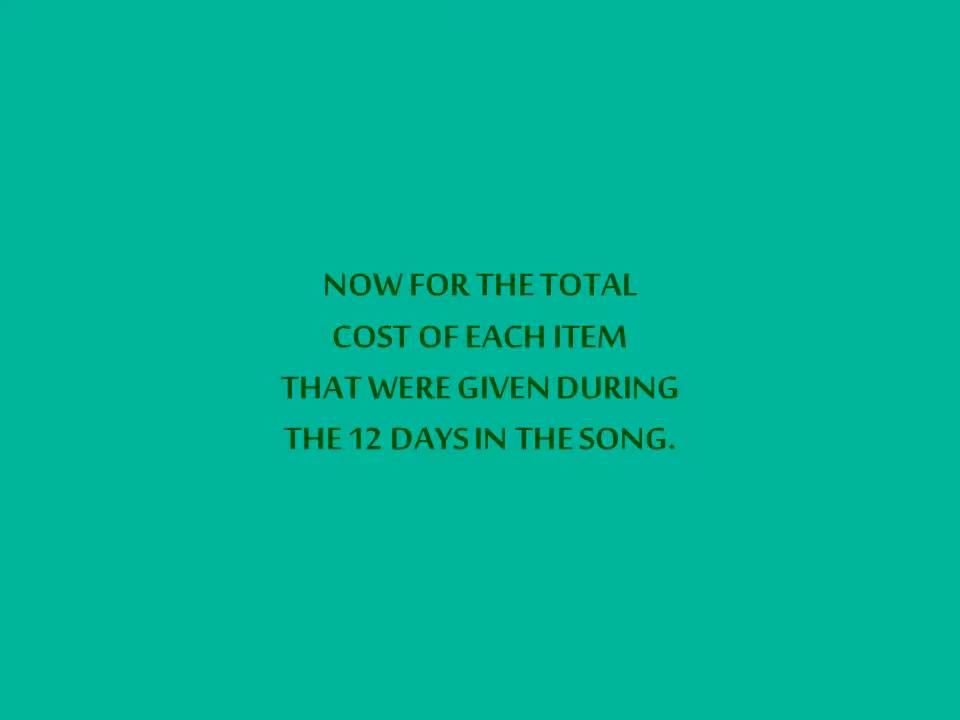 NOW FOR THE TOTAL
COST OF EACH ITEM
THAT WERE GIVEN DURING
THE 12 DAYS IN THE SONG.